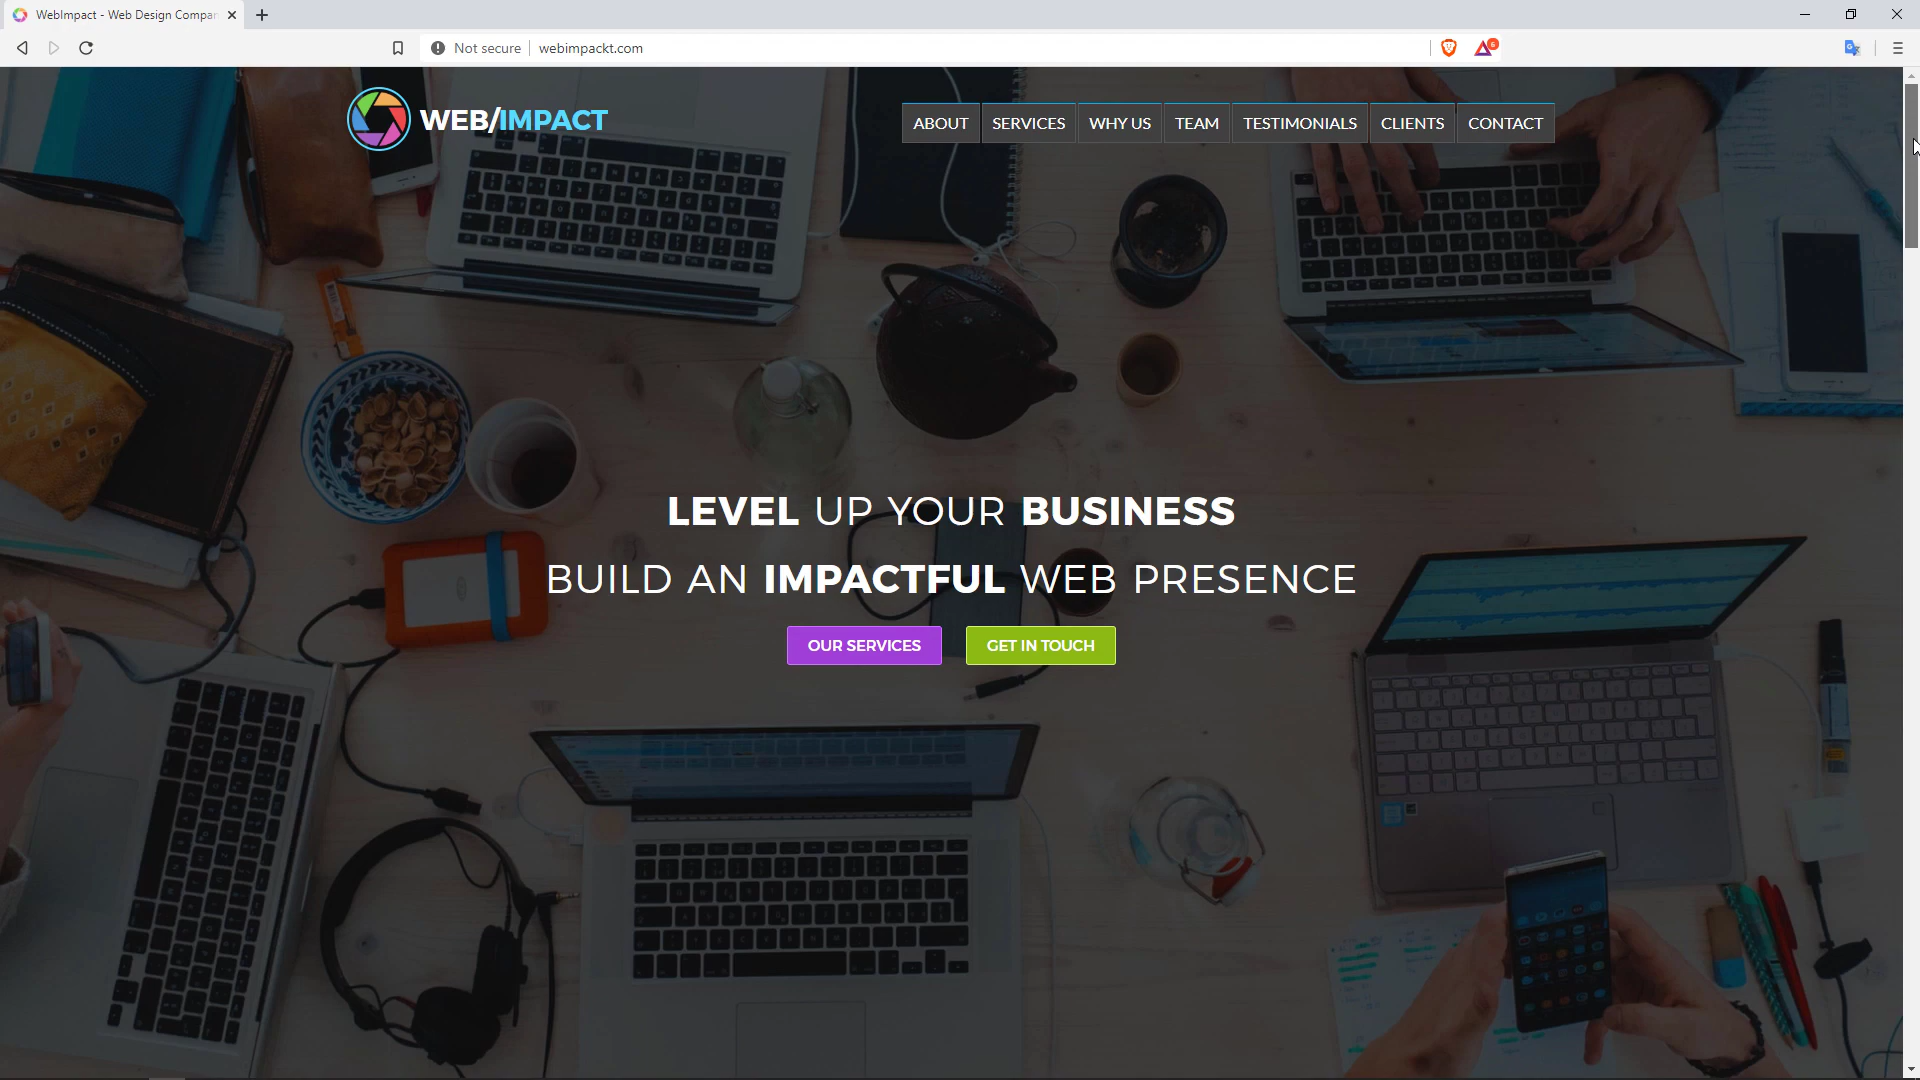 WebImpact - Web Design Compan
Not secure
webimpackt.com
6
WEB/IMPACT
ABOUT
SERVICES
WHY US
TEAM
TESTIMONIALS
CLIENTS
CONTACT
LEVEL UP YOUR BUSINESS
BUILD AN IMPACTFUL WEB PRESENCE
OUR SERVICES
GET IN TOUCH